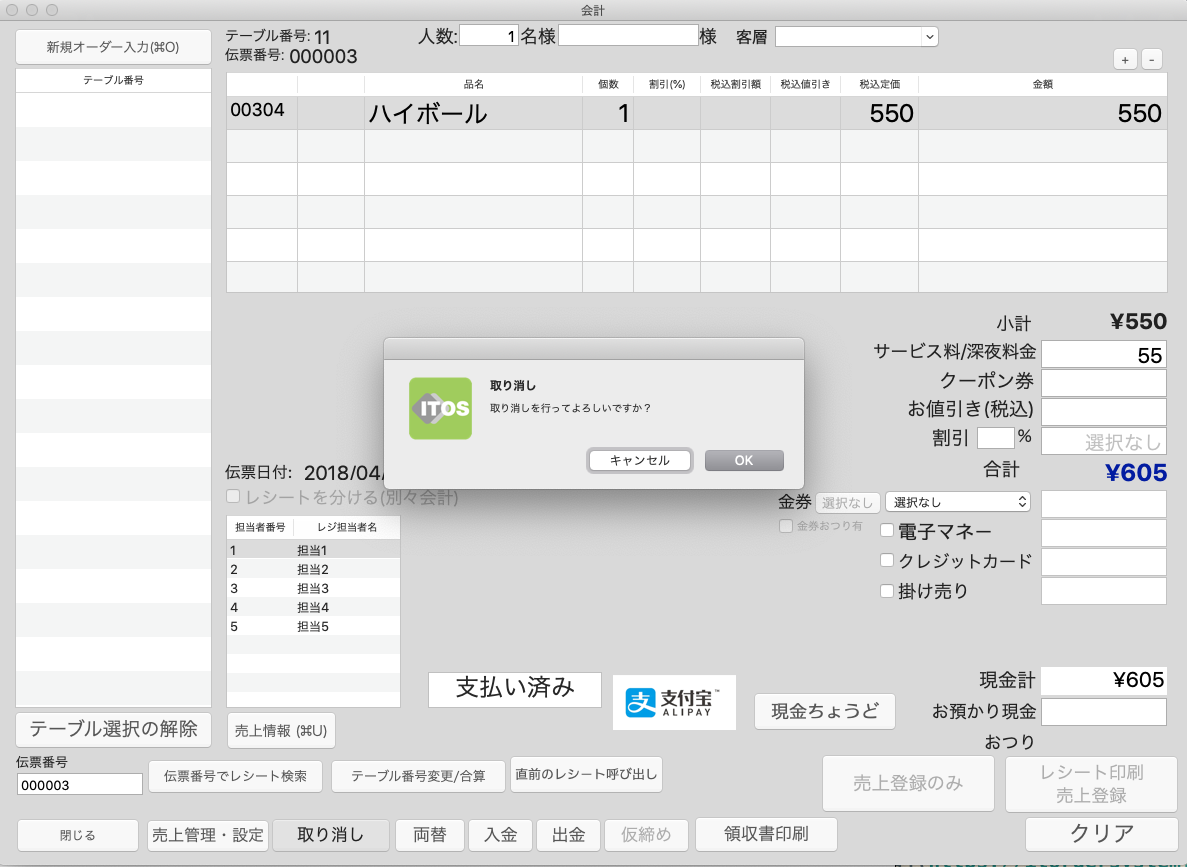 会計
新規オーダー入力(⌘O)
テーブル番号
テーブル番号: 11
伝票番号: 000003
人数: 1 名様 様 客層
+ -
品名 個数 割引(%) 税込割引額 税込値引き 税込定価 金額
00304 ハイボール 1 550 550
小計 ¥550
サービス料/深夜料金 55
クーポン券
お値引き(税込)
割引 % 選択なし
合計 ¥605
取り消し
取り消しを行ってよろしいですか？
ITOS
キャンセル OK
伝票日付: 2018/04/
レシートを分ける(別々会計)
金券 選択なし 選択なし
金券おつり有
電子マネー
クレジットカード
掛け売り
担当者番号 レジ担当者名
1 担当1
2 担当2
3 担当3
4 担当4
5 担当5
支払い済み
支付宝™
ALIPAY
現金ちょうど
現金計 ¥605
お預かり現金
おつり
テーブル選択の解除
売上情報 (⌘U)
伝票番号
000003
伝票番号でレシート検索
テーブル番号変更/合算
直前のレシート呼び出し
売上登録のみ
レシート印刷
売上登録
閉じる
売上管理・設定
取り消し
両替
入金
出金
仮締め
領収書印刷
クリア